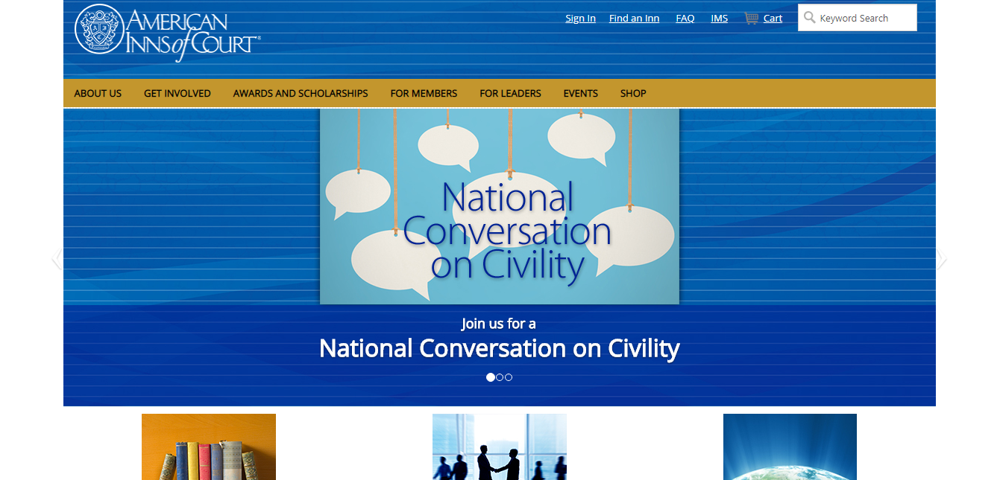 AMERICAN
INNS of COURT®
Sign In
Find an Inn
FAQ
IMS
Cart
Keyword Search
ABOUT US
GET INVOLVED
AWARDS AND SCHOLARSHIPS
FOR MEMBERS
FOR LEADERS
EVENTS
SHOP
National
Conversation
on Civility
Join us for a
National Conversation on Civility